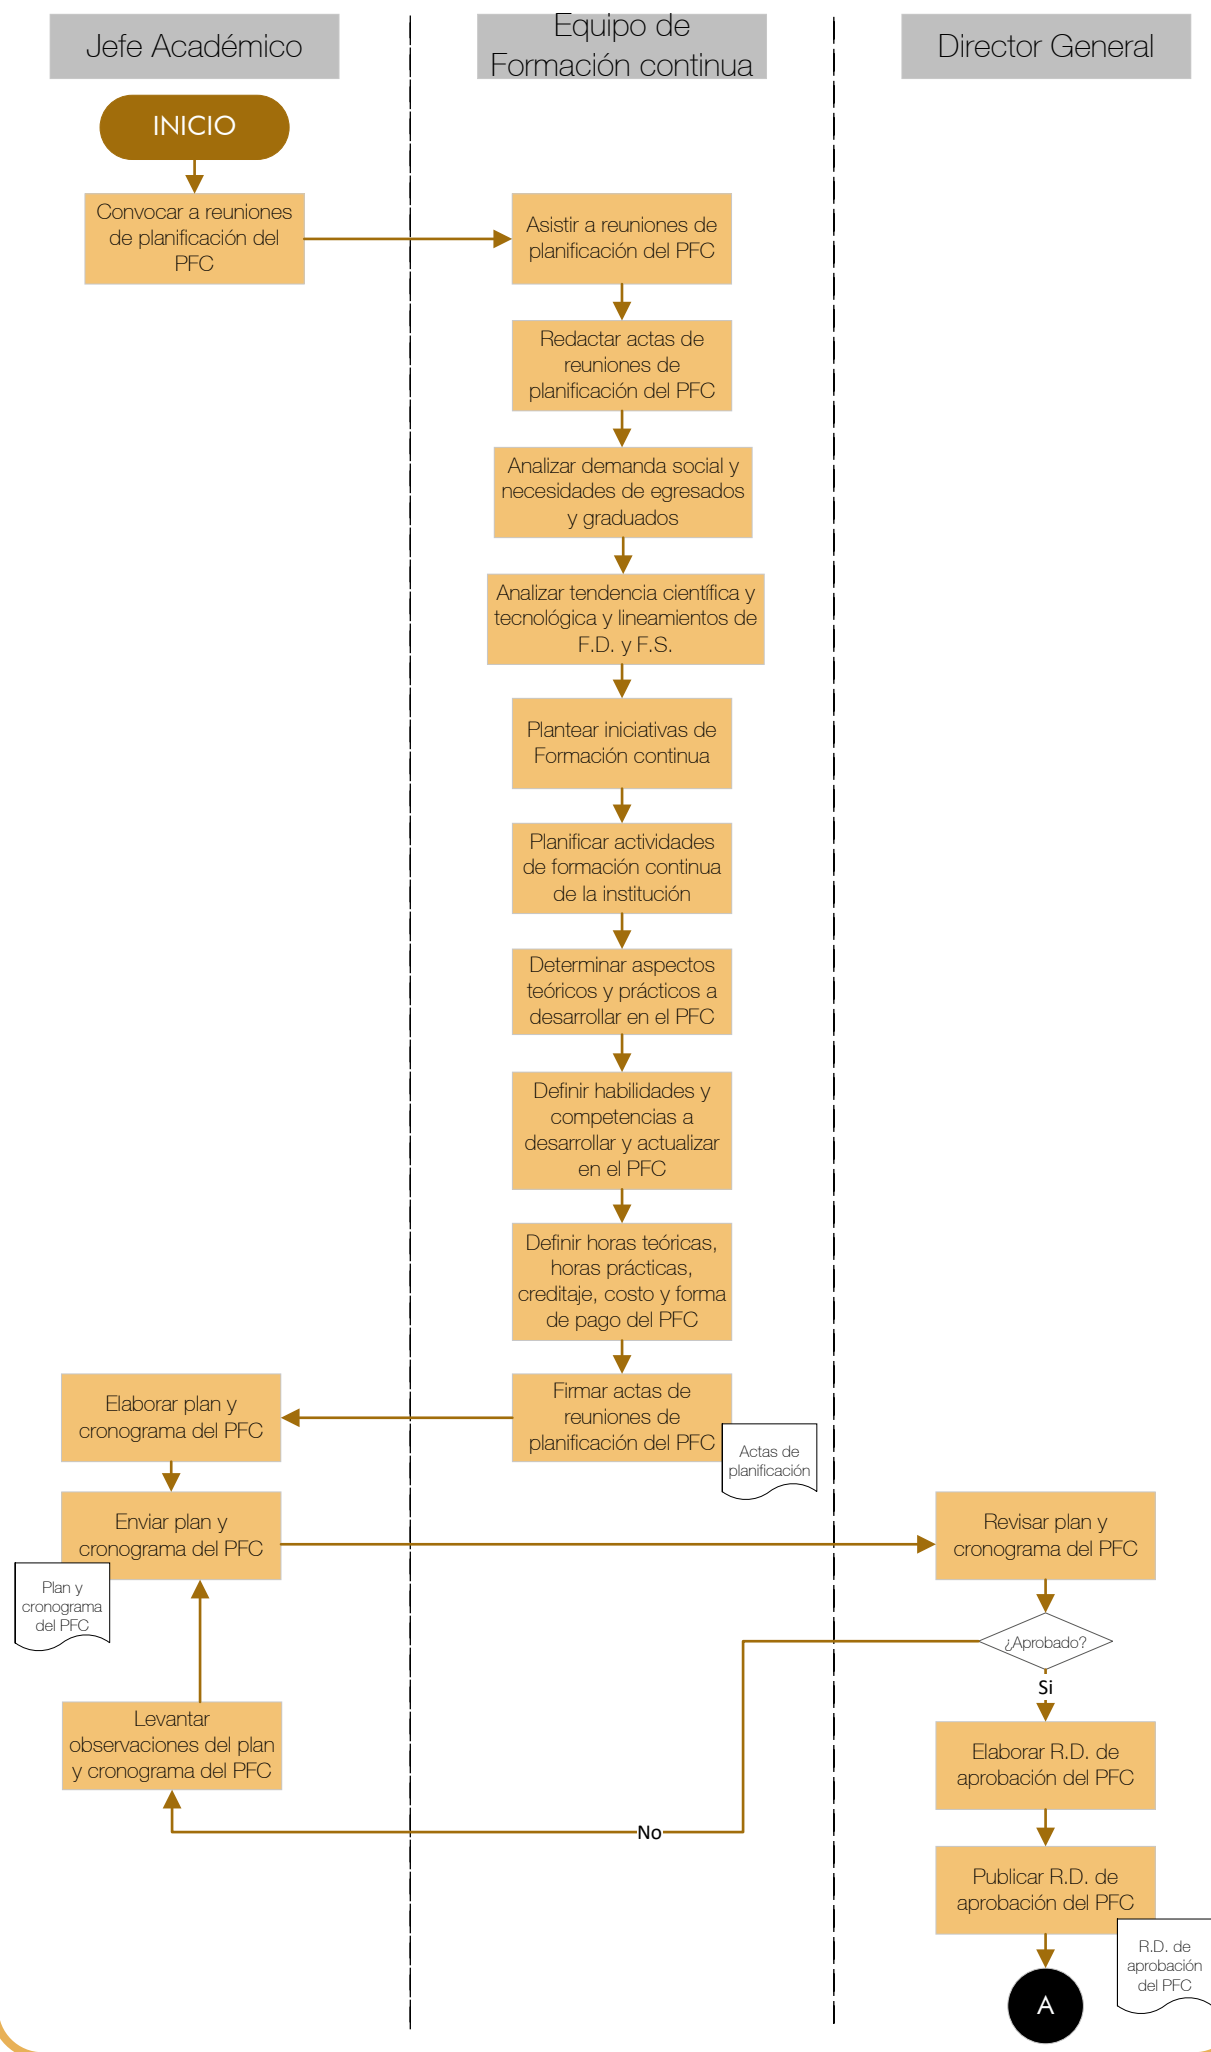 Jefe Académico
Equipo de
Formación continua
Director General
INICIO
Convocar a reuniones
de planificación del
PFC
Asistir a reuniones de
planificación del PFC
Redactar actas de
reuniones de
planificación del PFC
Analizar demanda social y
necesidades de egresados
y graduados
Analizar tendencia científica y
tecnológica y lineamientos de
F.D. y F.S.
Plantear iniciativas de
Formación continua
Planificar actividades
de formación continua
de la institución
Determinar aspectos
teóricos y prácticos a
desarrollar en el PFC
Definir habilidades y
competencias a
desarrollar y actualizar
en el PFC
Definir horas teóricas,
horas prácticas,
creditaje, costo y forma
de pago del PFC
Firmar actas de
reuniones de
planificación del PFC
Actas de
planificación
Elaborar plan y
cronograma del PFC
Enviar plan y
cronograma del PFC
Plan y
cronograma
del PFC
Revisar plan y
cronograma del PFC
¿Aprobado?
Si
Levantar
observaciones del plan
y cronograma del PFC
No
Elaborar R.D. de
aprobación del PFC
Publicar R.D. de
aprobación del PFC
R.D. de
aprobación
del PFC
A